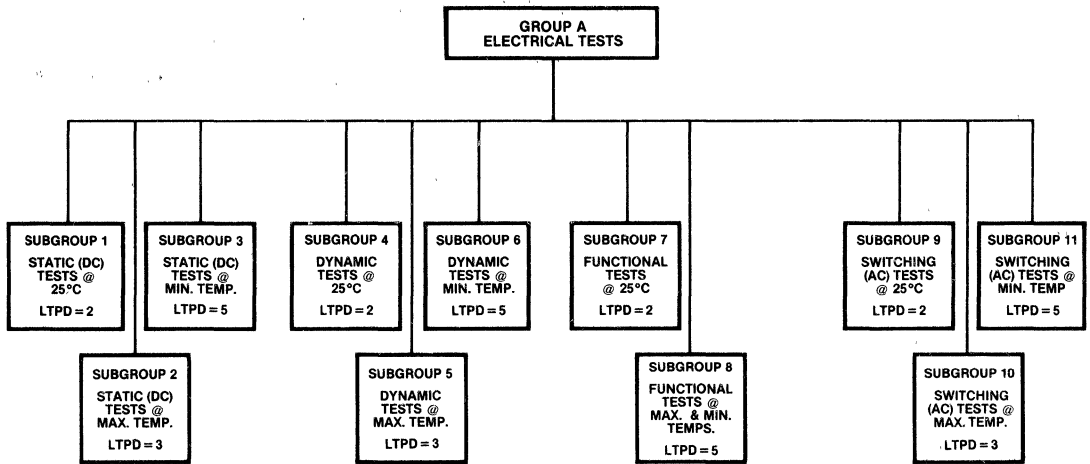 GROUP A
ELECTRICAL TESTS
SUBGROUP 1
STATIC (DC)
TESTS @
25°C
LTPD = 2
SUBGROUP 3
STATIC (DC)
TESTS @
MIN. TEMP.
LTPD = 5
SUBGROUP 4
DYNAMIC
TESTS @
25°C
LTPD = 2
SUBGROUP 6
DYNAMIC
TESTS @
MIN. TEMP.
LTPD = 5
SUBGROUP 7
FUNCTIONAL
TESTS
@ 25°C
LTPD = 2
SUBGROUP 9
SWITCHING
(AC) TESTS
@ 25°C
LTPD = 2
SUBGROUP 11
SWITCHING
(AC) TESTS @
MIN. TEMP
LTPD = 5
SUBGROUP 2
STATIC (DC)
TESTS @
MAX. TEMP.
LTPD = 3
SUBGROUP 5
DYNAMIC
TESTS @
MAX. TEMP.
LTPD = 3
SUBGROUP 8
FUNCTIONAL
TESTS @
MAX. & MIN.
TEMPS.
LTPD = 5
SUBGROUP 10
SWITCHING
(AC) TESTS @
MAX. TEMP.
LTPD = 3